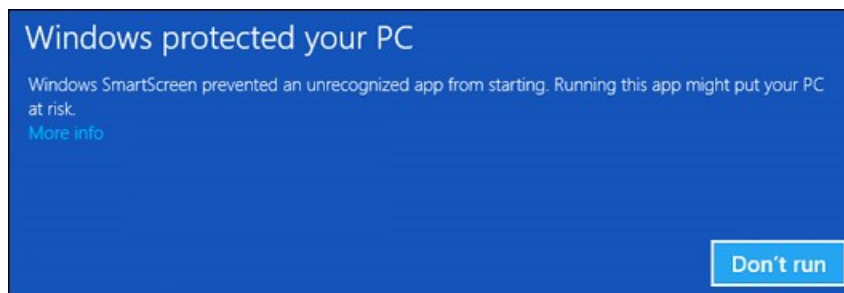 Windows protected your PC
Windows SmartScreen prevented an unrecognized app from starting. Running this app might put your PC
at risk.
More info
Don't run